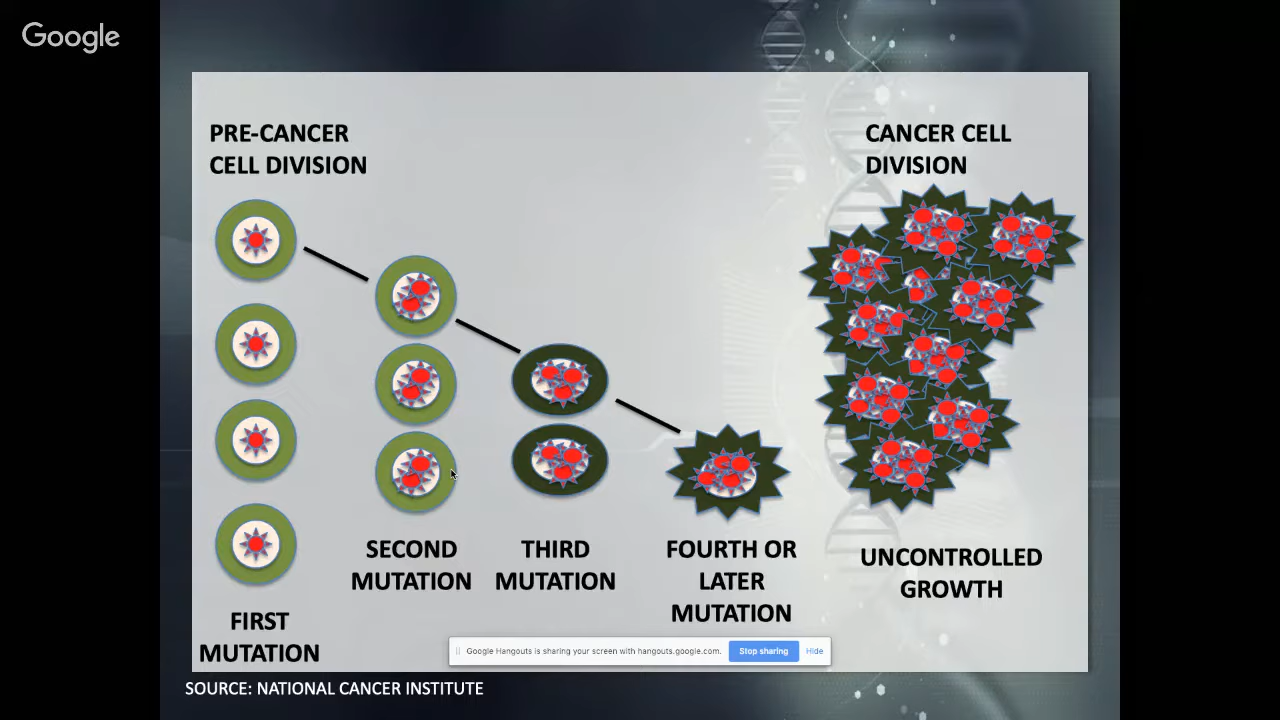 Google
PRE-CANCER
CELL DIVISION
CANCER CELL
DIVISION
SECOND
MUTATION
THIRD
MUTATION
FOURTH OR
LATER
MUTATION
UNCONTROLLED
GROWTH
FIRST
MUTATION
Google Hangouts is sharing your screen with hangouts.google.com.
Stop sharing
Hide
SOURCE: NATIONAL CANCER INSTITUTE